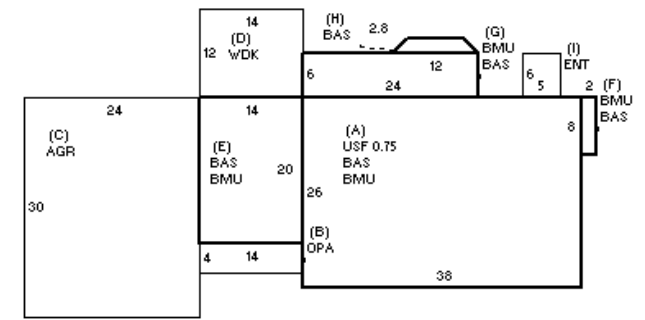 14
(D)
WDK
12
(H)
BAS
2.8
(G)
BMU
BAS
12
6
24
(I)
ENT
6
5
2
(F)
BMU
BAS
8
24
(C)
AGR
30
14
(E)
BAS
BMU
20
(A)
USF 0.75
BAS
BMU
26
(B)
OPA
4
14
38